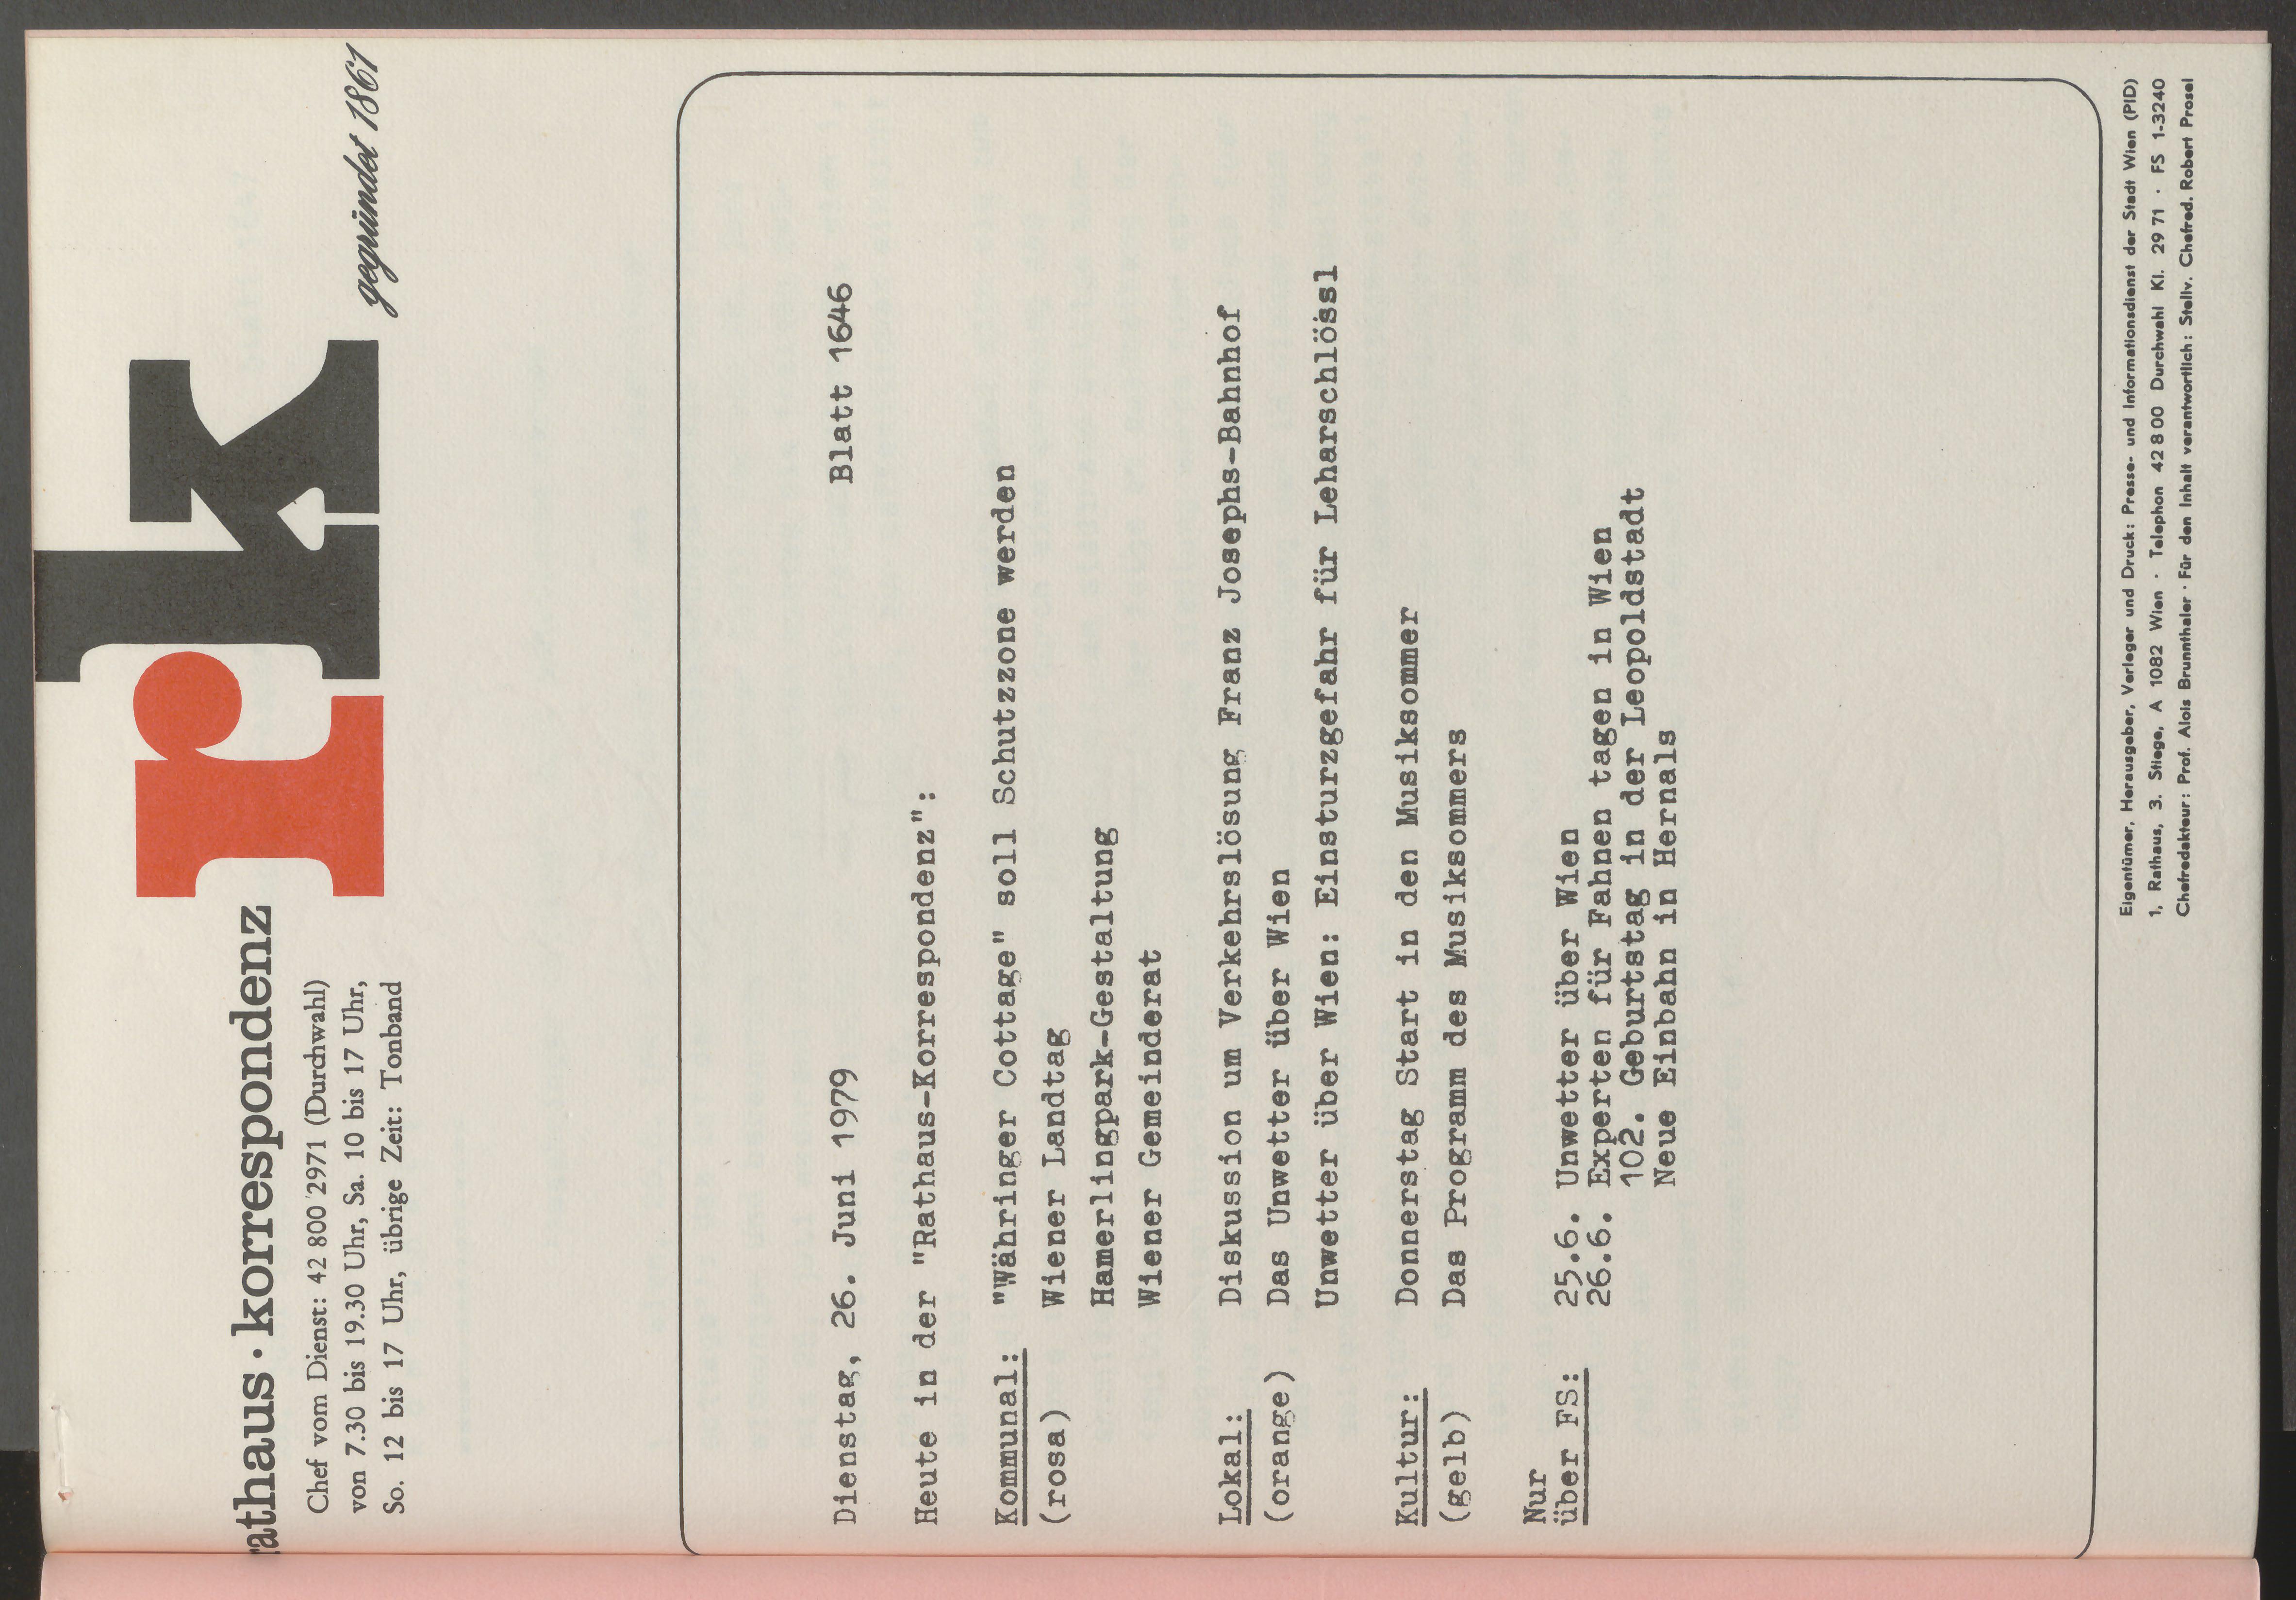 rathaus · korrespondenz
rk
gegründet 1861
Chef vom Dienst: 42 800/2971 (Durchwahl)
von 7.30 bis 19.30 Uhr, Sa. 10 bis 17 Uhr,
So. 12 bis 17 Uhr, übrige Zeit: Tonband
Dienstag, 26. Juni 1979 Blatt 1646
Heute in der "Rathaus-Korrespondenz":
Kommunal: "Währinger Cottage" soll Schutzzone werden
(rosa) Wiener Landtag
Hamerlingpark-Gestaltung
Wiener Gemeinderat
Lokal: Diskussion um Verkehrslösung Franz Josephs-Bahnhof
(orange) Das Unwetter über Wien
Unwetter über Wien: Einsturzgefahr für Leharschlössl
Kultur: Donnerstag Start in den Musiksommer
(gelb) Das Programm des Musiksommers
Nur
über FS: 25.6. Unwetter über Wien
26.6. Experten für Fahnen tagen in Wien
102. Geburtstag in der Leopoldstadt
Neue Einbahn in Hernals
Eigentümer, Herausgeber, Verleger und Druck: Presse- und Informationsdienst der Stadt Wien (PID)
1, Rathaus, 3. Stiege, A 1082 Wien · Telephon 42 8 00 Durchwahl Kl. 29 71 · FS 1-3240
Chefredakteur: Prof. Alois Brunnthaler · Für den Inhalt verantwortlich: Stellv. Chefred. Robert Prosel